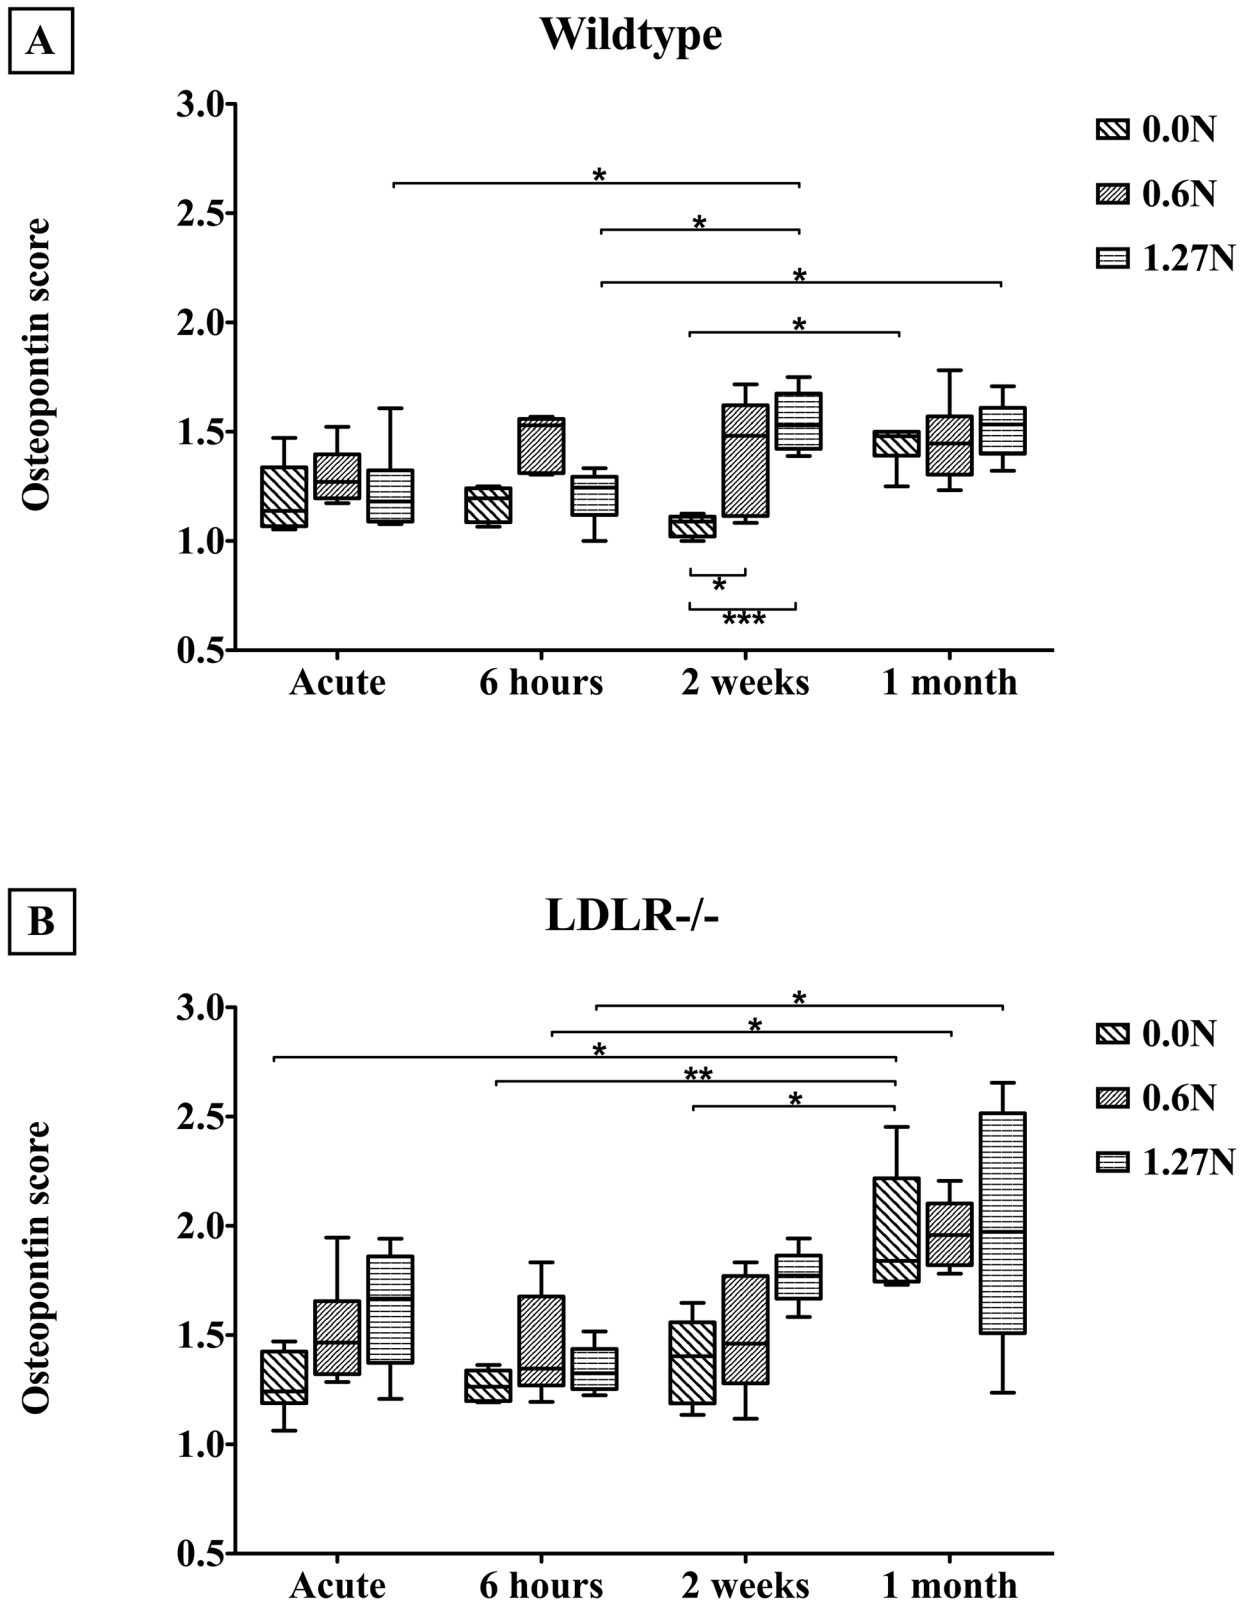 A
Wildtype
Osteopontin score
3.0
2.5
2.0
1.5
1.0
0.5
*
*
*
*
*
***
Acute 6 hours 2 weeks 1 month
0.0N
0.6N
1.27N
B
LDLR-/-
Osteopontin score
3.0
2.5
2.0
1.5
1.0
0.5
*
*
*
**
*
Acute 6 hours 2 weeks 1 month
0.0N
0.6N
1.27N